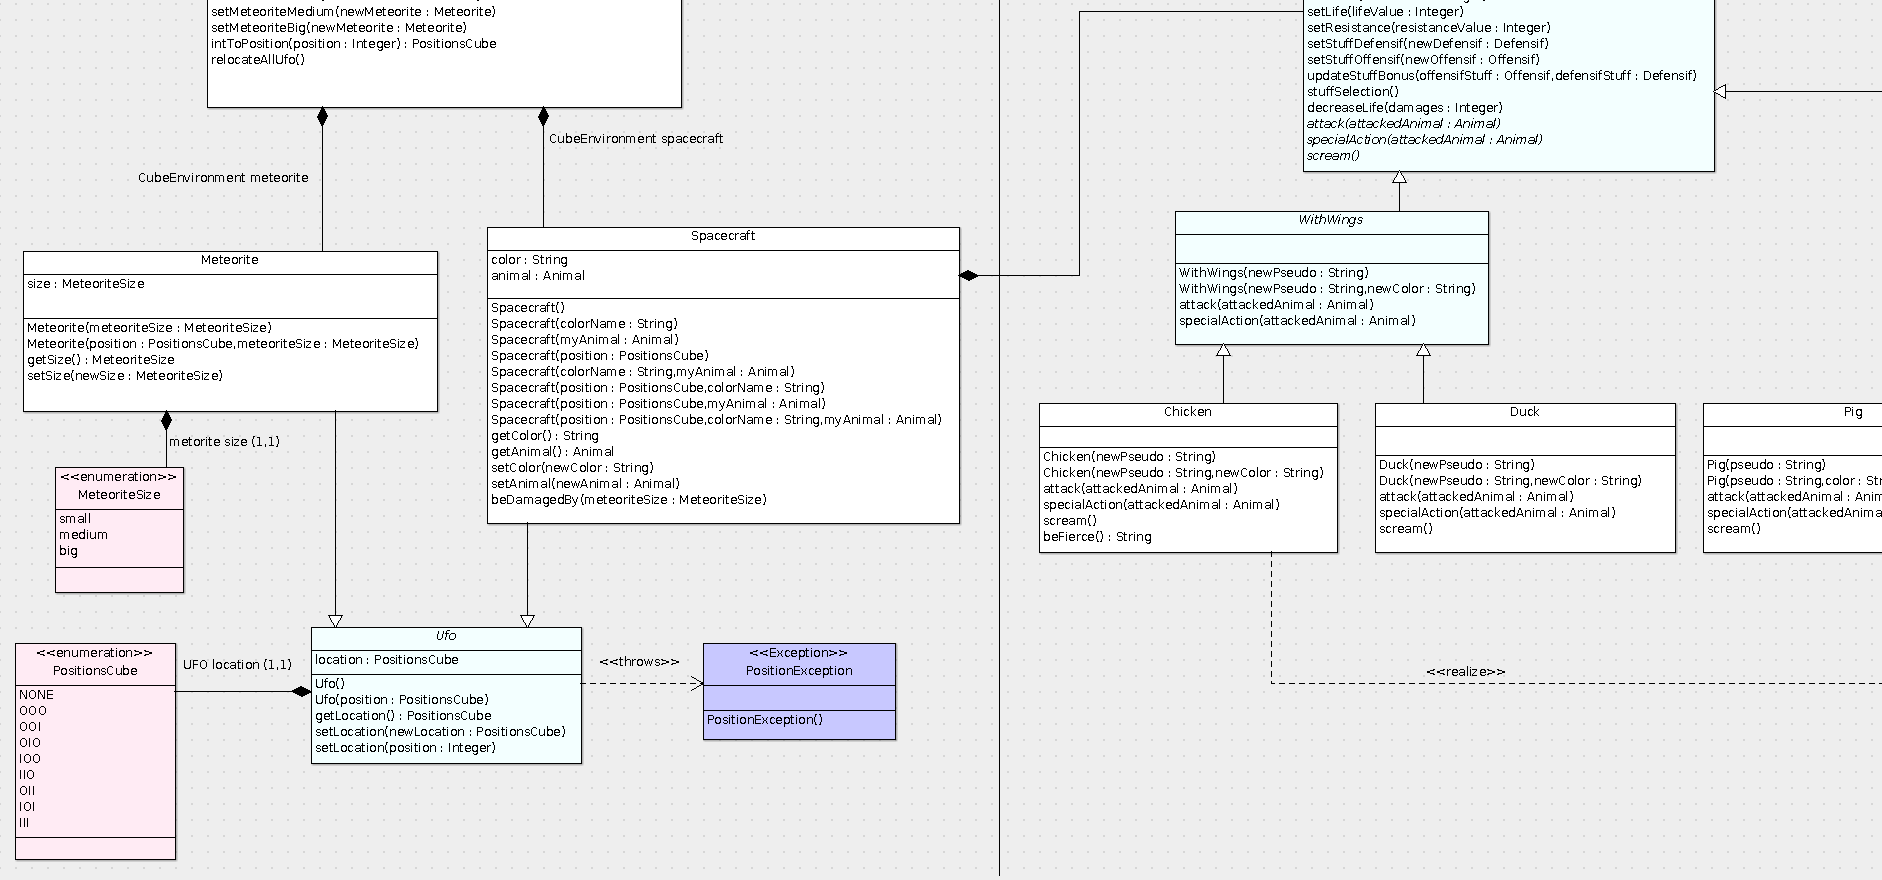 setMeteoriteMedium(newMeteorite : Meteorite)
setMeteoriteBig(newMeteorite : Meteorite)
intToPosition(position : Integer) : PositionsCube
relocateAllUfo()
CubeEnvironment meteorite
CubeEnvironment spacecraft
Meteorite
size : MeteoriteSize
Meteorite(meteoriteSize : MeteoriteSize)
Meteorite(position : PositionsCube,meteoriteSize : MeteoriteSize)
getSize() : MeteoriteSize
setSize(newSize : MeteoriteSize)
metorite size (1,1)
<<enumeration>>
MeteoriteSize
small
medium
big
Spacecraft
color : String
animal : Animal
Spacecraft()
Spacecraft(colorName : String)
Spacecraft(myAnimal : Animal)
Spacecraft(position : PositionsCube)
Spacecraft(colorName : String,myAnimal : Animal)
Spacecraft(position : PositionsCube,colorName : String)
Spacecraft(position : PositionsCube,myAnimal : Animal)
Spacecraft(position : PositionsCube,colorName : String,myAnimal : Animal)
getColor() : String
getAnimal() : Animal
setColor(newColor : String)
setAnimal(newAnimal : Animal)
beDamagedBy(meteoriteSize : MeteoriteSize)
<<enumeration>>
PositionsCube
NONE
OOO
OOI
OIO
IOO
IIO
OII
IOI
III
UFO location (1,1)
Ufo
location : PositionsCube
Ufo()
Ufo(position : PositionsCube)
getLocation() : PositionsCube
setLocation(newLocation : PositionsCube)
setLocation(position : Integer)
<<throws>>
<<Exception>>
PositionException
PositionException()
setLife(lifeValue : Integer)
setResistance(resistanceValue : Integer)
setStuffDefensif(newDefensif : Defensif)
setStuffOffensif(newOffensif : Offensif)
updateStuffBonus(offensifStuff : Offensif,defensifStuff : Defensif)
stuffSelection()
decreaseLife(damages : Integer)
attack(attackedAnimal : Animal)
specialAction(attackedAnimal : Animal)
scream()
WithWings
WithWings(newPseudo : String)
WithWings(newPseudo : String,newColor : String)
attack(attackedAnimal : Animal)
specialAction(attackedAnimal : Animal)
Chicken
Chicken(newPseudo : String)
Chicken(newPseudo : String,newColor : String)
attack(attackedAnimal : Animal)
specialAction(attackedAnimal : Animal)
scream()
beFierce() : String
Duck
Duck(newPseudo : String)
Duck(newPseudo : String,newColor : String)
attack(attackedAnimal : Animal)
specialAction(attackedAnimal : Animal)
scream()
Pig
Pig(pseudo : String)
Pig(pseudo : String,color : St
attack(attackedAnimal : Anim
specialAction(attackedAnima
scream()
<<realize>>